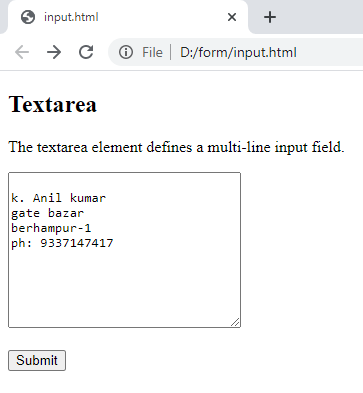 input.html
File | D:/form/input.html
Textarea
The textarea element defines a multi-line input field.
k. Anil kumar
gate bazar
berhampur-1
ph: 9337147417
Submit